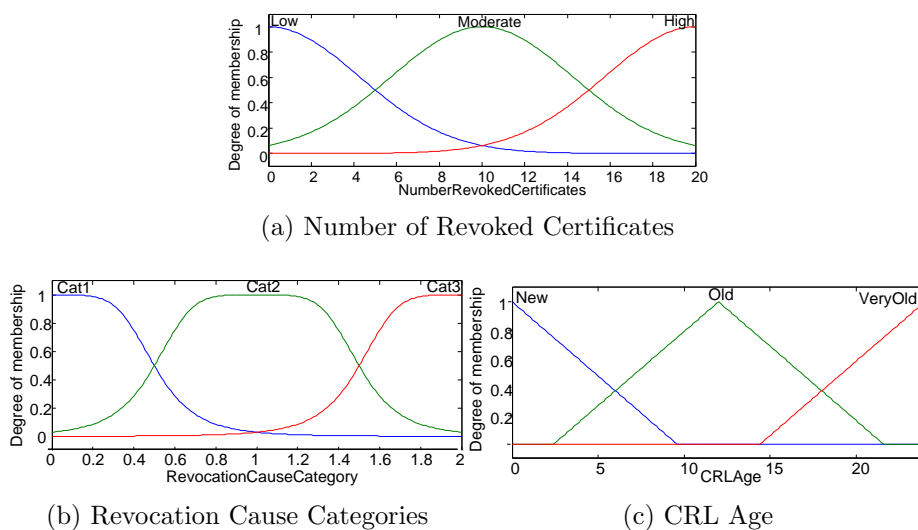 Low Moderate High
Degree of membership
1
0.8
0.6
0.4
0.2
0
0 2 4 6 8 10 12 14 16 18 20
NumberRevokedCertificates
(a) Number of Revoked Certificates
Cat1 Cat2 Cat3
Degree of membership
1
0.8
0.6
0.4
0.2
0
0 0.2 0.4 0.6 0.8 1 1.2 1.4 1.6 1.8 2
RevocationCauseCategory
(b) Revocation Cause Categories
New Old VeryOld
Degree of membership
1
0.8
0.6
0.4
0.2
0 5 10 15 20
CRLAge
(c) CRL Age